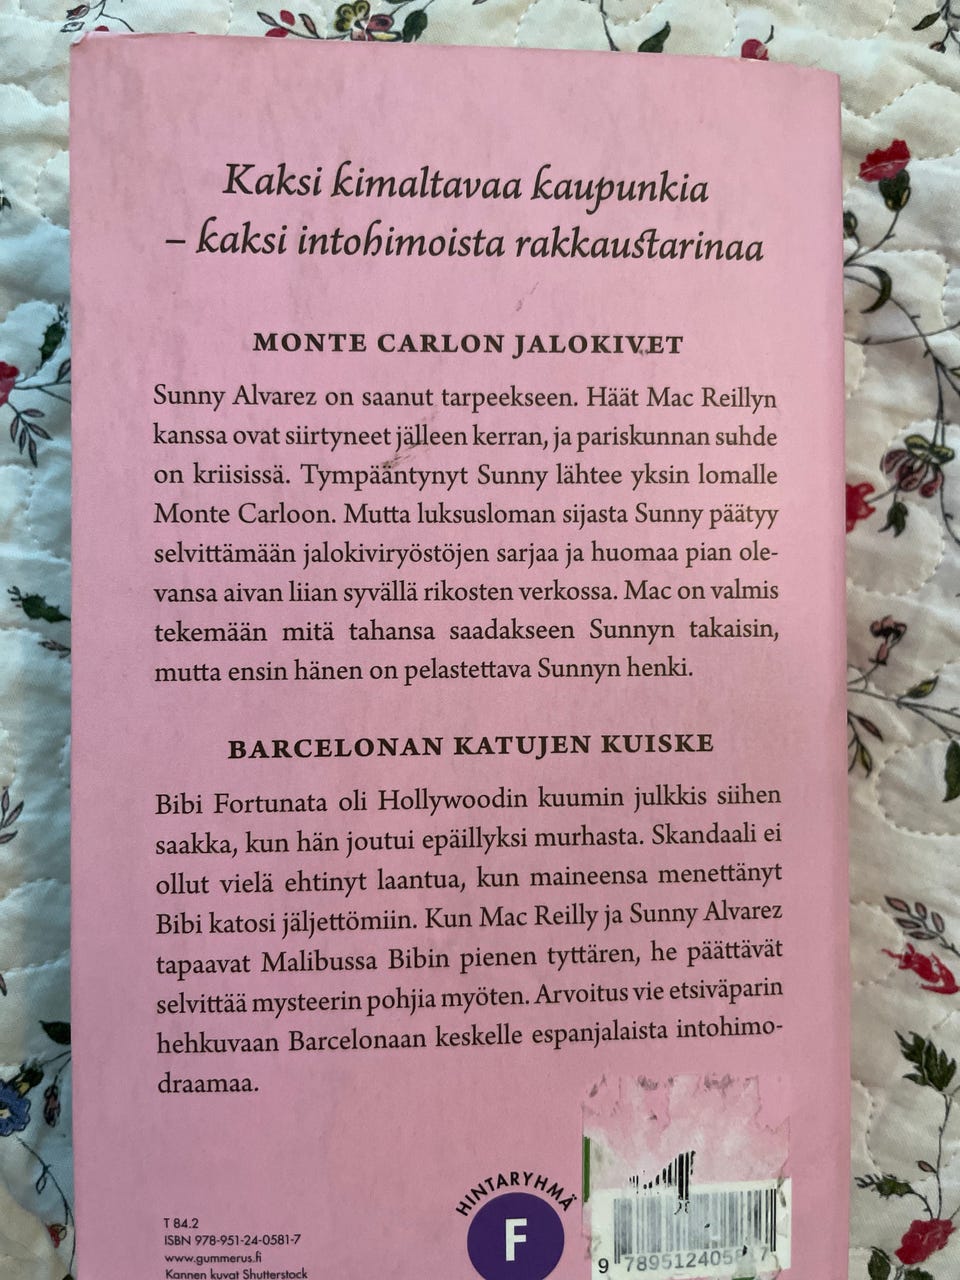 Kaksi kimaltavaa kaupunkia
– kaksi intohimoista rakkaustarinaa
MONTE CARLON JALOKIVET
Sunny Alvarez on saanut tarpeekseen. Häät Mac Reillyn
kanssa ovat siirtyneet jälleen kerran, ja pariskunnan suhde
on kriisissä. Tympääntynyt Sunny lähtee yksin lomalle
Monte Carloon. Mutta luksusloman sijasta Sunny päätyy
selvittämään jalokiviryöstöjen sarjaa ja huomaa pian ole-
vansa aivan liian syvällä rikosten verkossa. Mac on valmis
tekemään mitä tahansa saadakseen Sunnyn takaisin,
mutta ensin hänen on pelastettava Sunnyn henki.
BARCELONAN KATUJEN KUISKE
Bibi Fortunata oli Hollywoodin kuumin julkkis siihen
saakka, kun hän joutui epäillyksi murhasta. Skandaali ei
ollut vielä ehtinyt laantua, kun maineensa menettänyt
Bibi katosi jäljettömiin. Kun Mac Reilly ja Sunny Alvarez
tapaavat Malibussa Bibin pienen tyttären, he päättävät
selvittää mysteerin pohjia myöten. Arvoitus vie etsiväparin
hehkuvaan Barcelonaan keskelle espanjalaista intohimo-
draamaa.
HINTARYHMÄ
F
T 84.2
ISBN 978-951-24-0581-7
www.gummerus.fi
Kannen kuvat Shutterstock